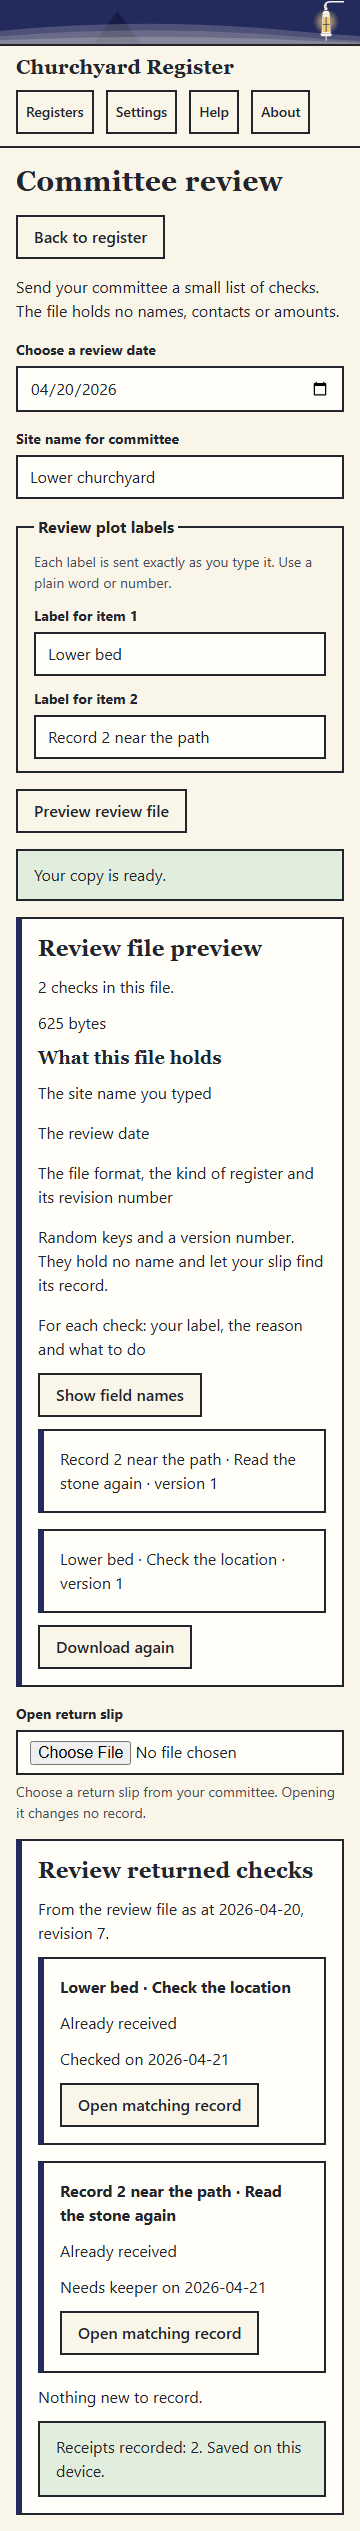 Churchyard Register
Registers
Settings
Help
About
Committee review
Back to register
Send your committee a small list of checks.
The file holds no names, contacts or amounts.
Choose a review date
04/20/2026
Site name for committee
Lower churchyard
Review plot labels
Each label is sent exactly as you type it. Use a
plain word or number.
Label for item 1
Lower bed
Label for item 2
Record 2 near the path
Preview review file
Your copy is ready.
Review file preview
2 checks in this file.
625 bytes
What this file holds
The site name you typed
The review date
The file format, the kind of register and
its revision number
Random keys and a version number.
They hold no name and let your slip find
its record.
For each check: your label, the reason
and what to do
Show field names
Record 2 near the path · Read the
stone again · version 1
Lower bed · Check the location ·
version 1
Download again
Open return slip
Choose File No file chosen
Choose a return slip from your committee. Opening
it changes no record.
Review returned checks
From the review file as at 2026-04-20,
revision 7.
Lower bed · Check the location
Already received
Checked on 2026-04-21
Open matching record
Record 2 near the path · Read
the stone again
Already received
Needs keeper on 2026-04-21
Open matching record
Nothing new to record.
Receipts recorded: 2. Saved on this
device.